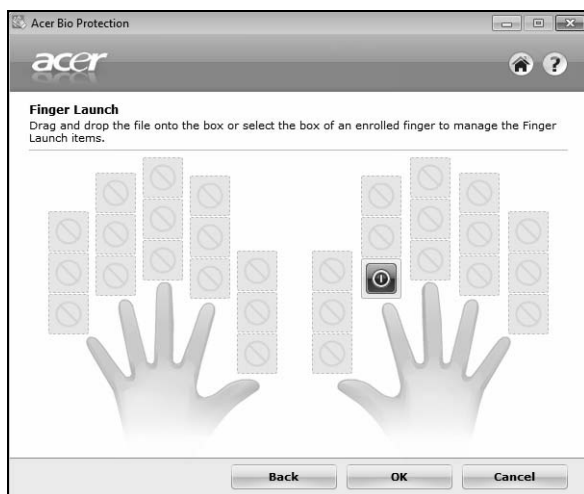 Acer Bio Protection
acer
?
Finger Launch
Drag and drop the file onto the box or select the box of an enrolled finger to manage the Finger
Launch items.
Back OK Cancel